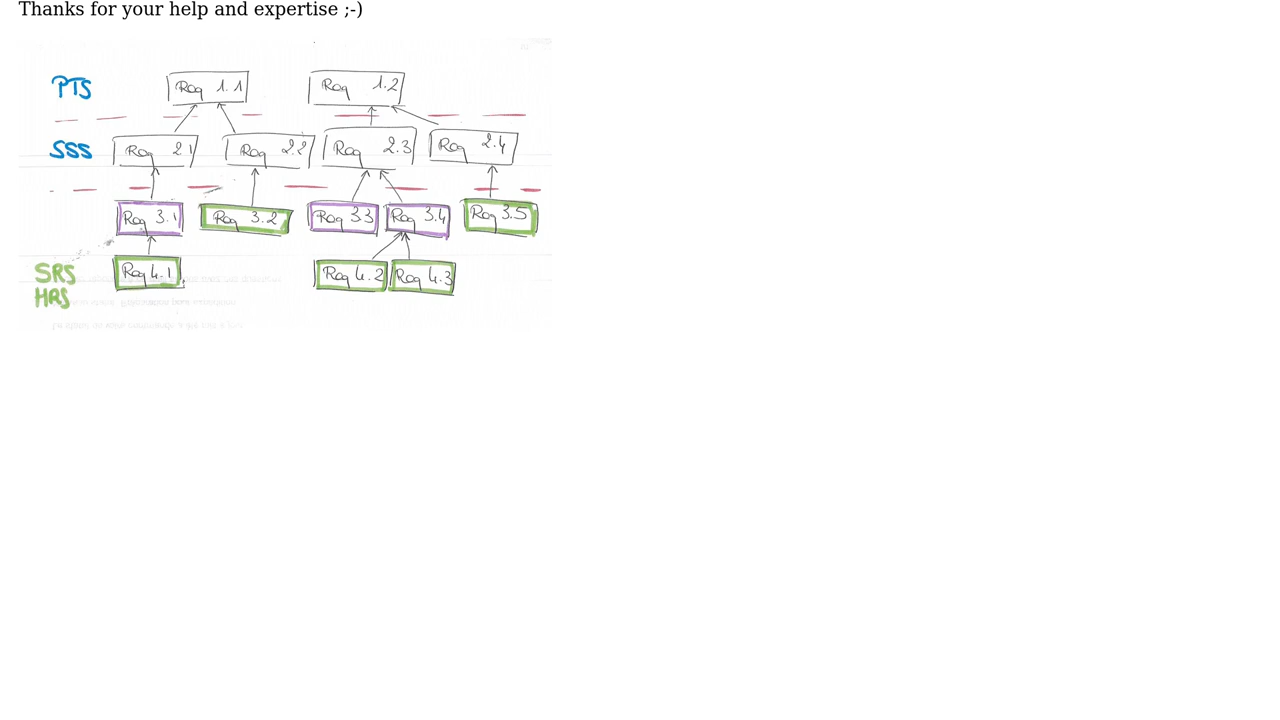 Thanks for your help and expertise ;-)
PTS Req 1.1 Req 1.2
SSS Req 2.1 Req 2.2 Req 2.3 Req 2.4
Req 3.1 Req 3.2 Req 3.3 Req 3.4 Req 3.5
SRS Req 4.1 Req 4.2 Req 4.3
HRS